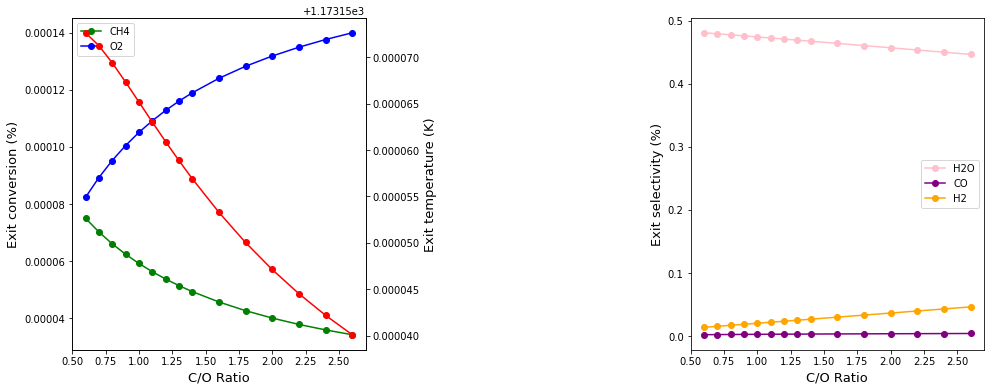 +1.17315e3
CH4
O2
0.00014
0.00012
0.00010
0.00008
0.00006
0.00004
Exit conversion (%)
0.000070
0.000065
0.000060
0.000055
0.000050
0.000045
0.000040
Exit temperature (K)
0.50 0.75 1.00 1.25 1.50 1.75 2.00 2.25 2.50
C/O Ratio
0.5
0.4
0.3
0.2
0.1
0.0
Exit selectivity (%)
H2O
CO
H2
0.50 0.75 1.00 1.25 1.50 1.75 2.00 2.25 2.50
C/O Ratio